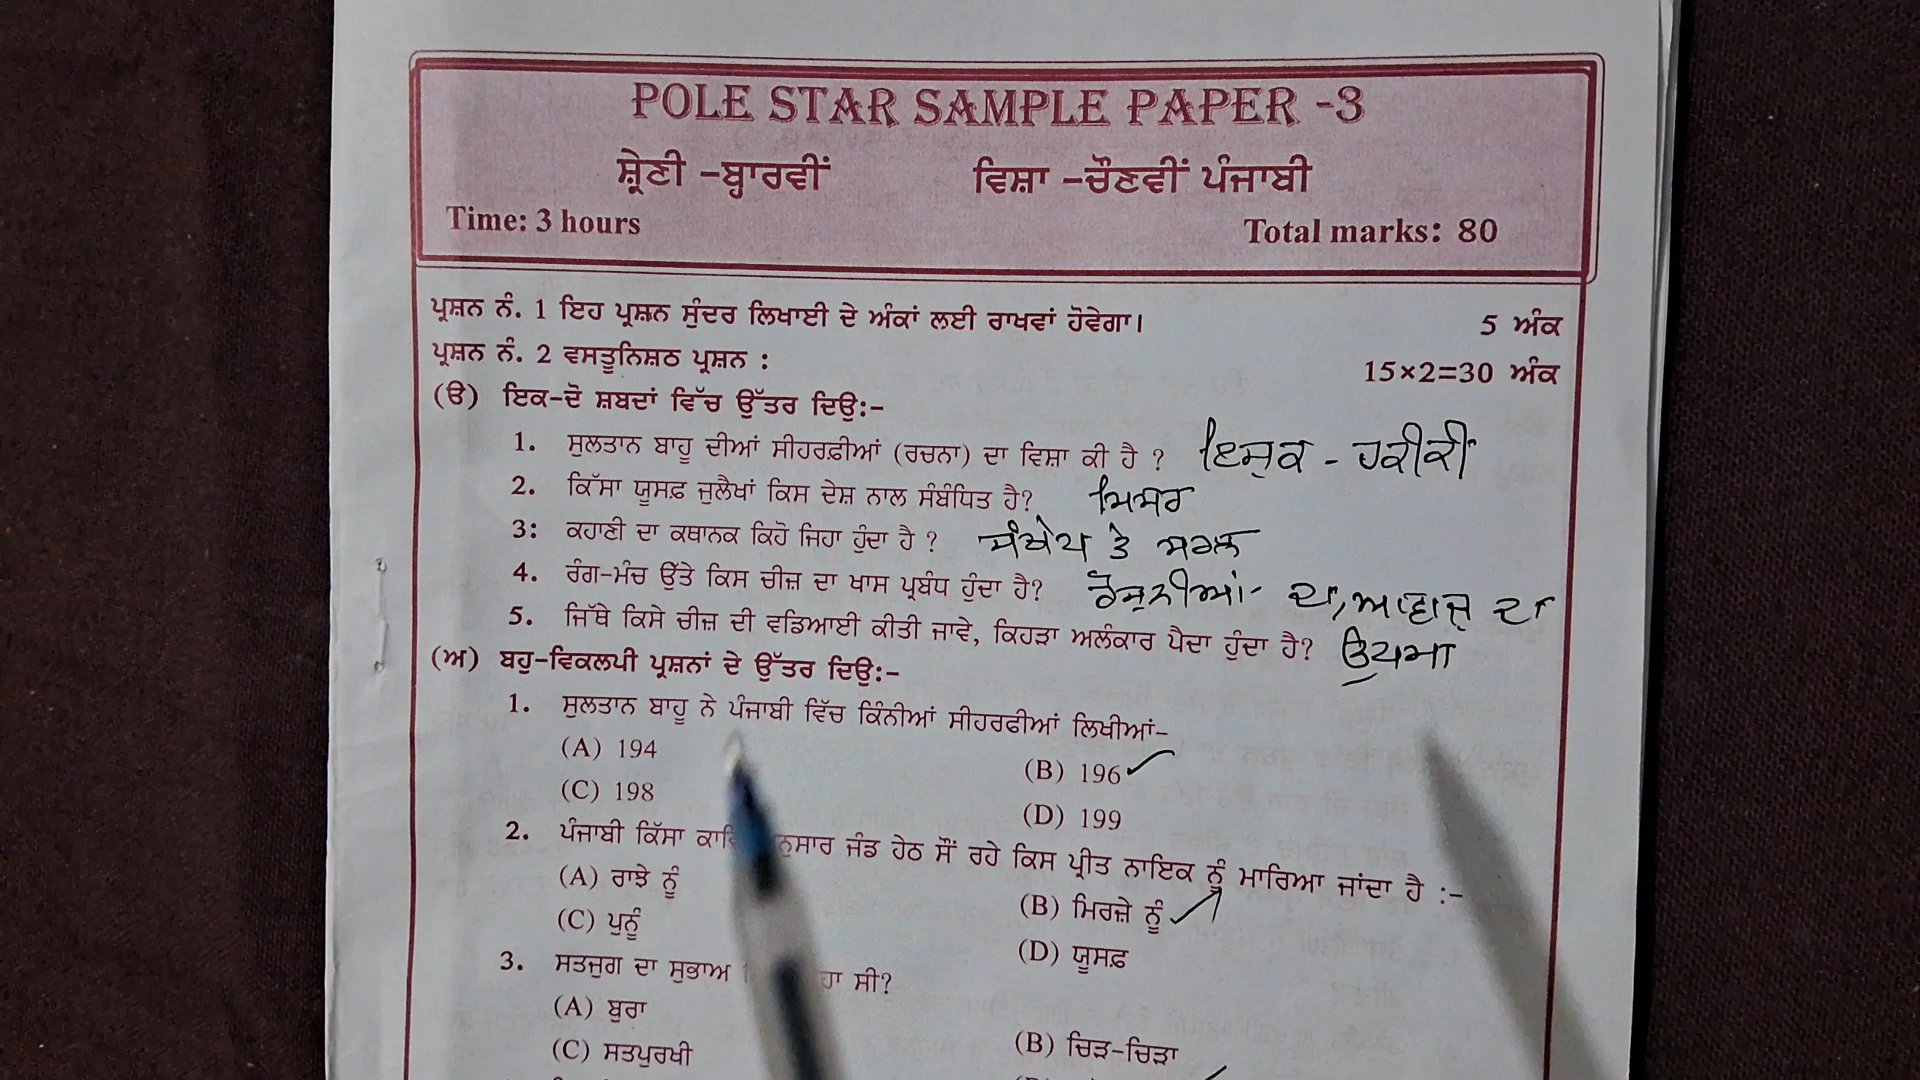 POLE STAR SAMPLE PAPER -3
ਸ਼੍ਰੇਣੀ -ਬ੍ਹਾਰਵੀਂ ਵਿਸ਼ਾ -ਚੌਣਵੀਂ ਪੰਜਾਬੀ
Time: 3 hours Total marks: 80
ਪ੍ਰਸ਼ਨ ਨੰ. 1 ਇਹ ਪ੍ਰਸ਼ਨ ਸੁੰਦਰ ਲਿਖਾਈ ਦੇ ਅੰਕਾਂ ਲਈ ਰਾਖਵਾਂ ਹੋਵੇਗਾ। 5 ਅੰਕ
ਪ੍ਰਸ਼ਨ ਨੰ. 2 ਵਸਤੂਨਿਸ਼ਠ ਪ੍ਰਸ਼ਨ : 15×2=30 ਅੰਕ
(ੳ) ਇਕ-ਦੋ ਸ਼ਬਦਾਂ ਵਿੱਚ ਉੱਤਰ ਦਿਉ:-
1. ਸੁਲਤਾਨ ਬਾਹੂ ਦੀਆਂ ਸੀਹਰਫ਼ੀਆਂ (ਰਚਨਾ) ਦਾ ਵਿਸ਼ਾ ਕੀ ਹੈ ? ਇਸ਼ਕ - ਹਕੀਕੀ
2. ਕਿੱਸਾ ਯੂਸਫ਼ ਜੁਲੈਖਾਂ ਕਿਸ ਦੇਸ਼ ਨਾਲ ਸੰਬੰਧਿਤ ਹੈ? ਮਿਸਰ
3: ਕਹਾਣੀ ਦਾ ਕਥਾਨਕ ਕਿਹੋ ਜਿਹਾ ਹੁੰਦਾ ਹੈ ? ਸੰਖੇਪ ਤੇ ਸਰਲ
4. ਰੰਗ-ਮੰਚ ਉੱਤੇ ਕਿਸ ਚੀਜ਼ ਦਾ ਖਾਸ ਪ੍ਰਬੰਧ ਹੁੰਦਾ ਹੈ? ਰੋਸ਼ਨੀਆਂ ਦਾ, ਆਵਾਜ਼ ਦਾ
5. ਜਿੱਥੇ ਕਿਸੇ ਚੀਜ਼ ਦੀ ਵਡਿਆਈ ਕੀਤੀ ਜਾਵੇ, ਕਿਹੜਾ ਅਲੰਕਾਰ ਪੈਦਾ ਹੁੰਦਾ ਹੈ? ਉਪਮਾ
(ਅ) ਬਹੁ-ਵਿਕਲਪੀ ਪ੍ਰਸ਼ਨਾਂ ਦੇ ਉੱਤਰ ਦਿਉ:-
1. ਸੁਲਤਾਨ ਬਾਹੂ ਨੇ ਪੰਜਾਬੀ ਵਿੱਚ ਕਿੰਨੀਆਂ ਸੀਹਰਫੀਆਂ ਲਿਖੀਆਂ-
(A) 194 (B) 196
(C) 198 (D) 199
2. ਪੰਜਾਬੀ ਕਿੱਸਾ ਜੰਡ ਹੇਠ ਸੌਂ ਰਹੇ ਕਿਸ ਪ੍ਰੀਤ ਨਾਇਕ ਨੂੰ ਮਾਰਿਆ ਜਾਂਦਾ ਹੈ :-
(A) ਰਾਂਝੇ ਨੂੰ (B) ਮਿਰਜ਼ੇ ਨੂੰ
(C) ਪੁਨੂੰ (D) ਯੂਸਫ਼
3. ਸਤਜੁਗ ਦਾ ਸੁਭਾਅ ਸੀ?
(A) ਬੁਰਾ (B) ਚਿੜ-ਚਿੜਾ
(C) ਸਤਪੁਰਖੀ